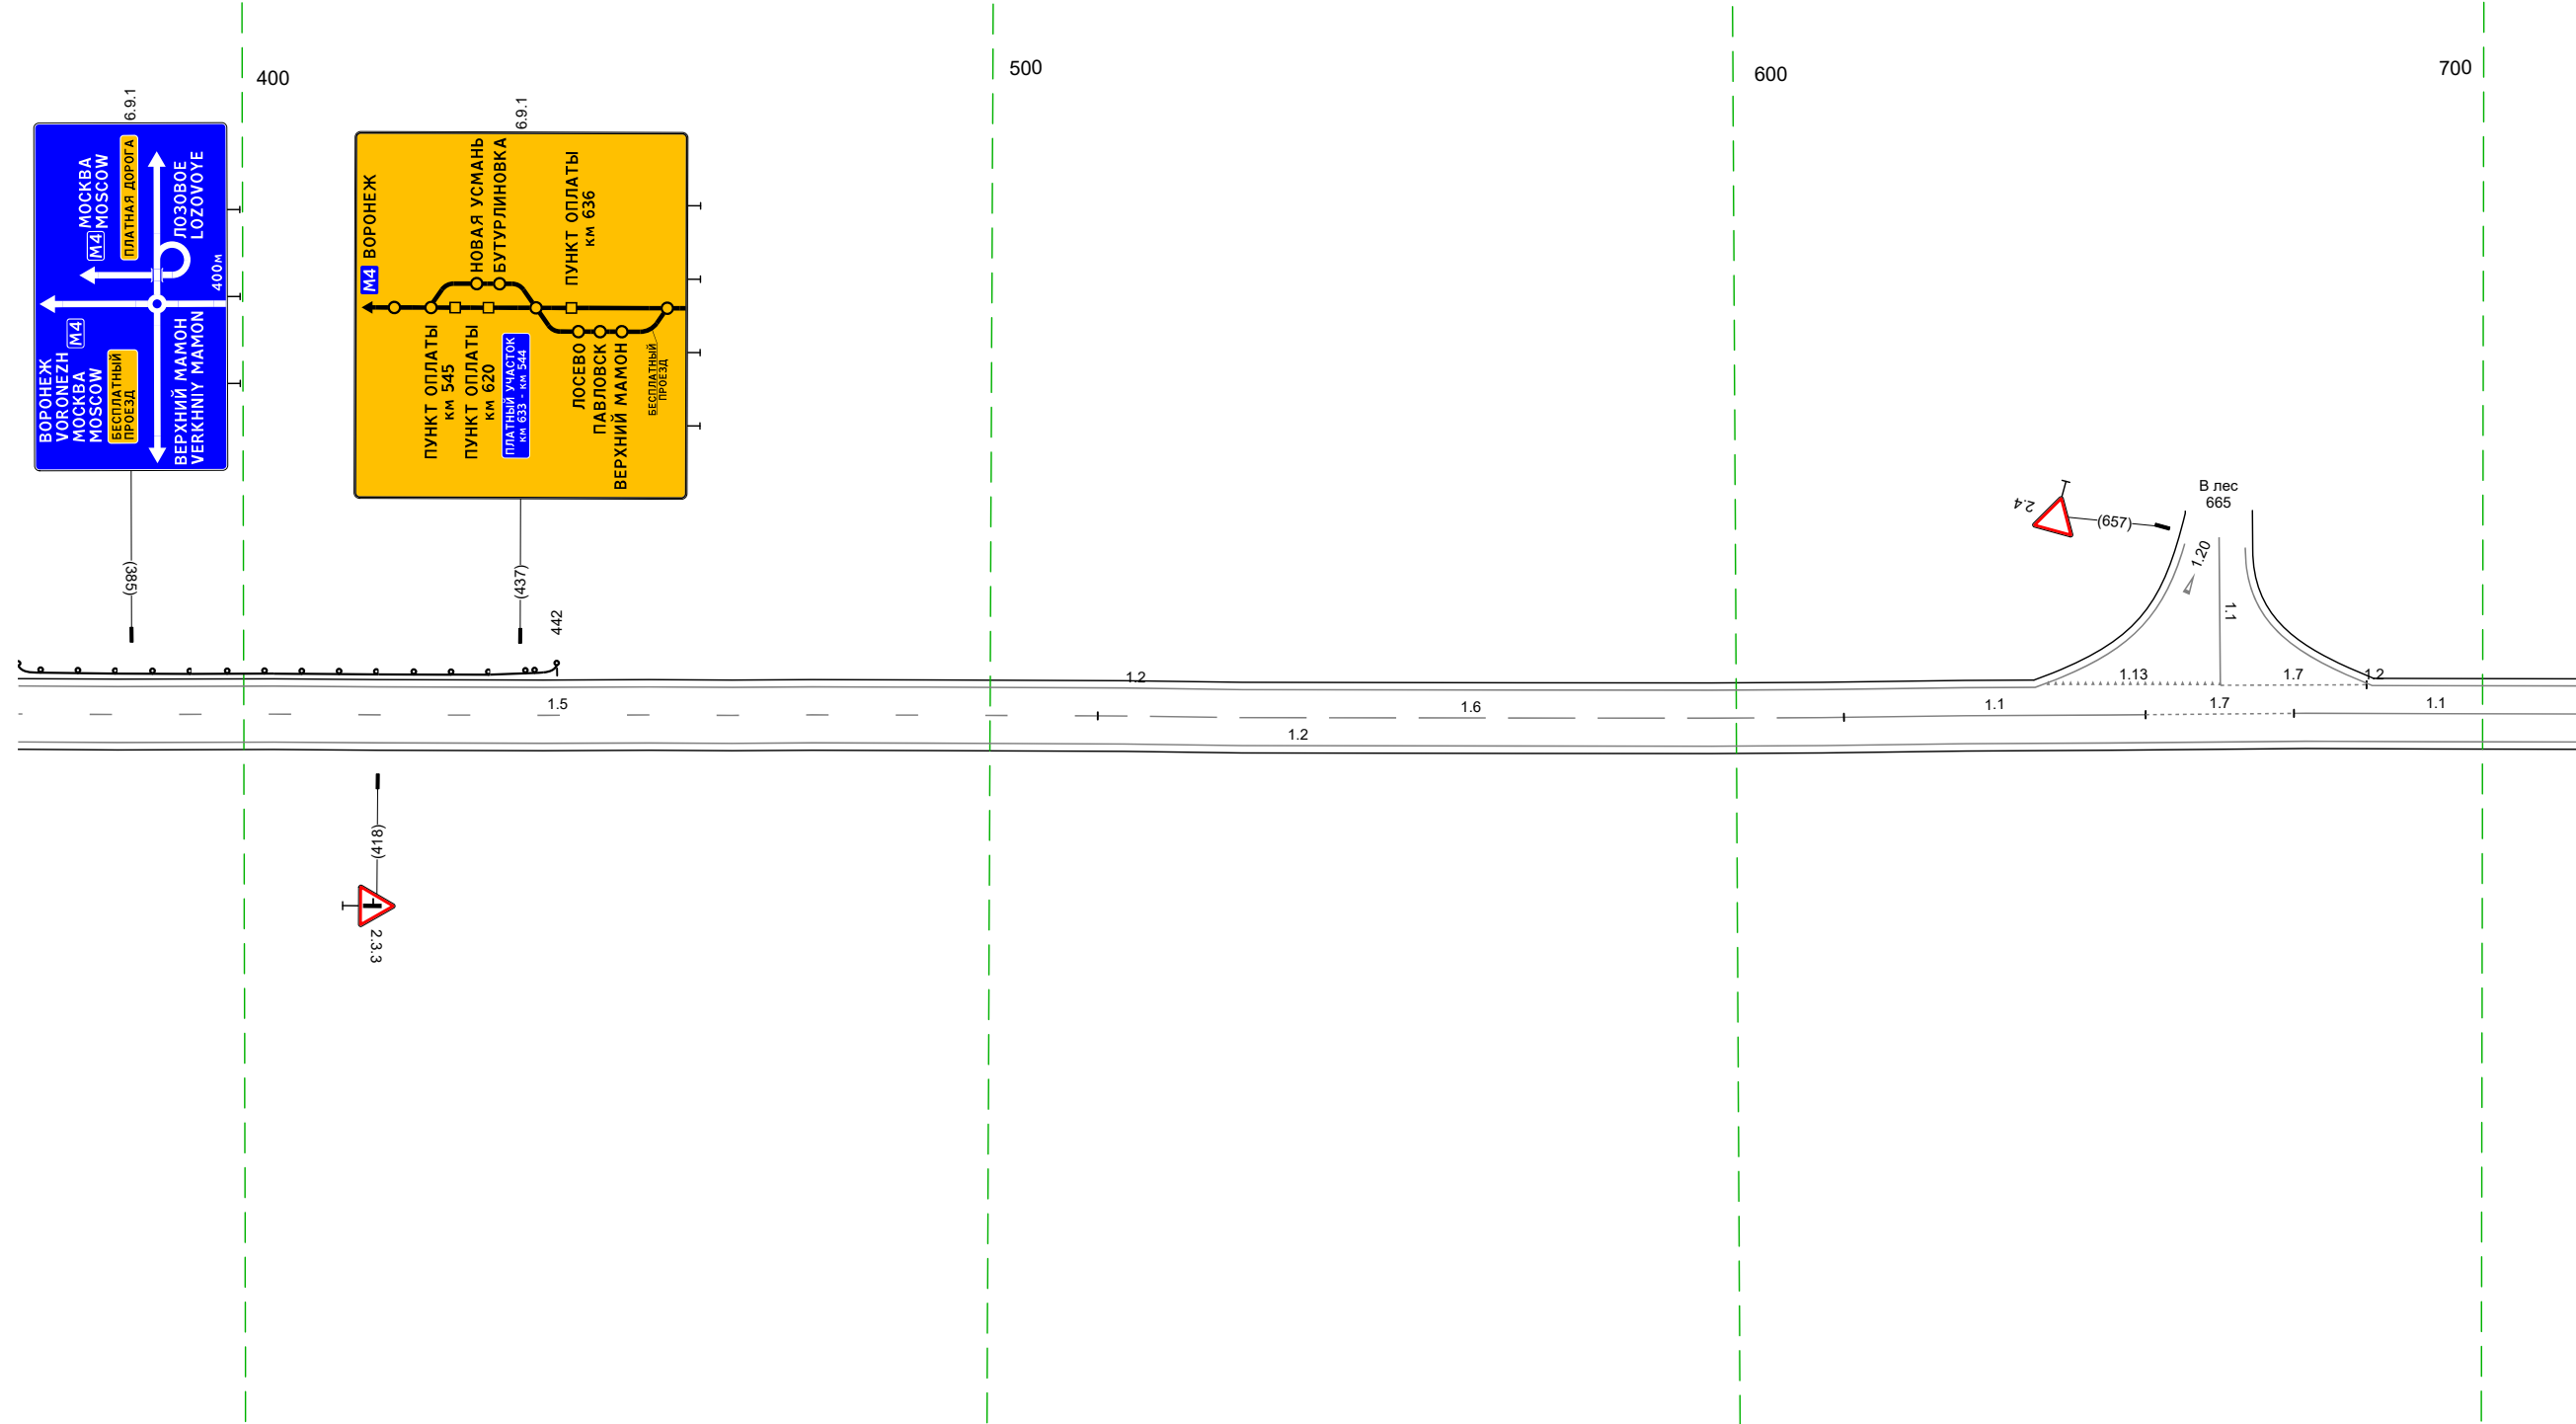 400
500
600
700
6.9.1
ВОРОНЕЖ
VORONEZH
М4
МОСКВА
MOSCOW
БЕСПЛАТНЫЙ
ПРОЕЗД
ВЕРХНИЙ МАМОН
VERKHNIY MAMON
М4
МОСКВА
MOSCOW
ПЛАТНАЯ ДОРОГА
ЛОЗОВОЕ
LOZOVOYE
400м
(385)
6.9.1
М4 ВОРОНЕЖ
НОВАЯ УСМАНЬ
БУТУРЛИНОВКА
ПУНКТ ОПЛАТЫ
км 636
ПУНКТ ОПЛАТЫ
км 545
ПУНКТ ОПЛАТЫ
км 620
ПЛАТНЫЙ УЧАСТОК
км 633 - км 544
ЛОСЕВО
ПАВЛОВСК
ВЕРХНИЙ МАМОН
БЕСПЛАТНЫЙ
ПРОЕЗД
(437)
442
2.4
(657)
В лес
665
1.20
1.1
1.2
1.13
1.7
1.2
1.5
1.6
1.1
1.7
1.1
1.2
(418)
2.3.3